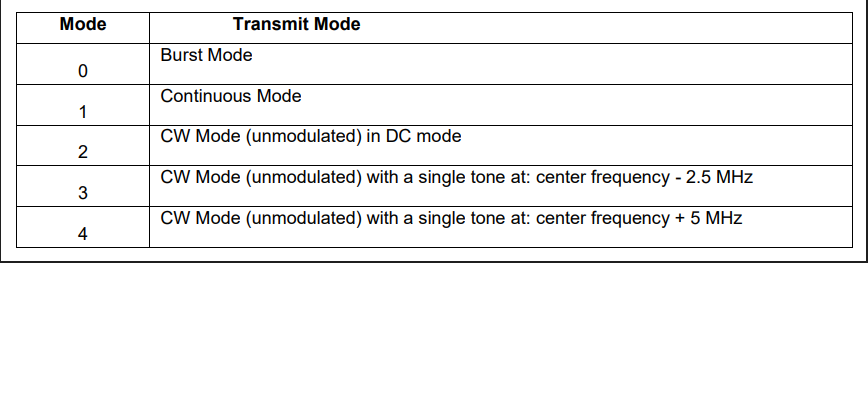 Mode Transmit Mode
Burst Mode
0
Continuous Mode
1
CW Mode (unmodulated) in DC mode
2
CW Mode (unmodulated) with a single tone at: center frequency - 2.5 MHz
3
CW Mode (unmodulated) with a single tone at: center frequency + 5 MHz
4